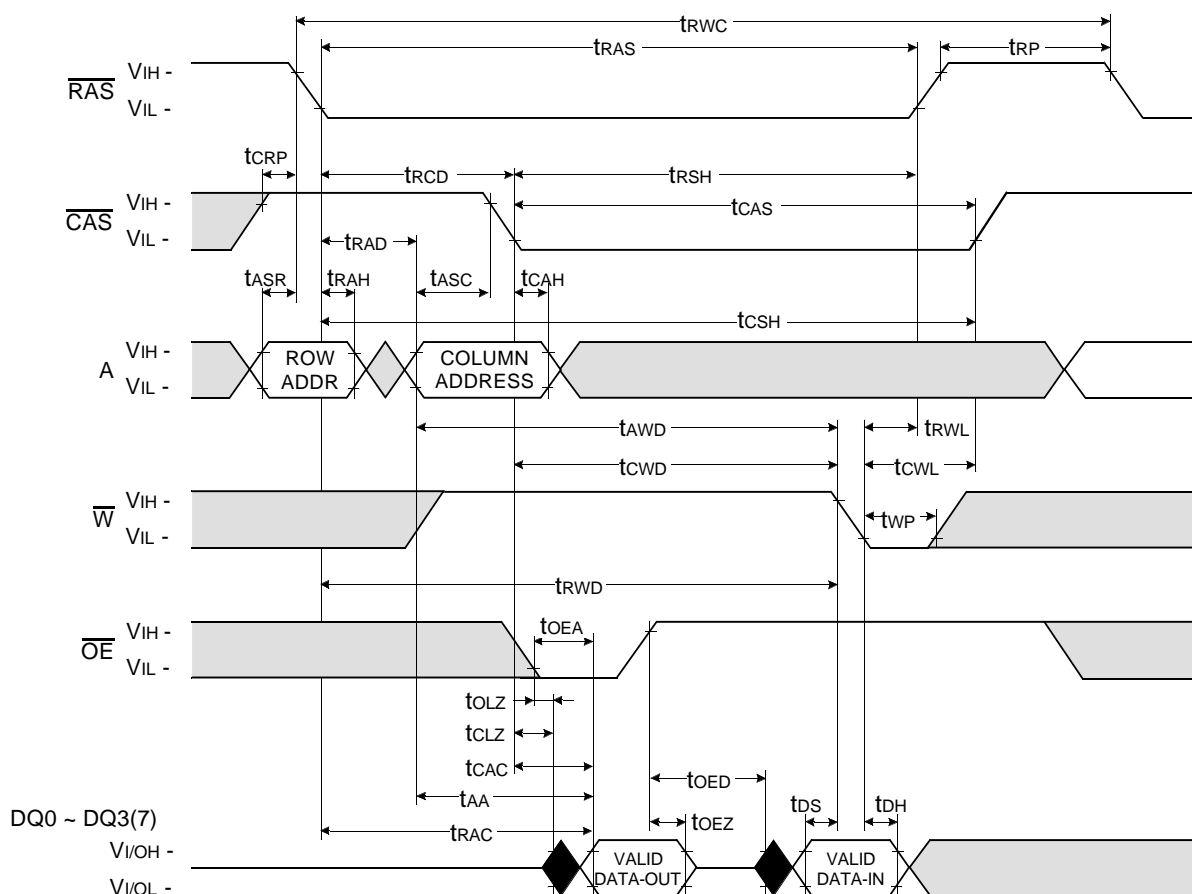 tRWC
tRAS
tRP
RAS
VIH -
VIL -
tCRP
tRCD
tRSH
CAS
VIH -
VIL -
tCAS
tRAD
tASR
tRAH
tASC
tCAH
tCSH
A
VIH -
VIL -
ROW
ADDR
COLUMN
ADDRESS
tAWD
tRWL
tCWD
tCWL
W
VIH -
VIL -
tWP
tRWD
OE
VIH -
VIL -
tOEA
tOLZ
tCLZ
tCAC
tOED
tAA
tDS
tDH
DQ0 ~ DQ3(7)
tRAC
tOEZ
VI/OH -
VI/OL -
VALID
DATA-OUT
VALID
DATA-IN